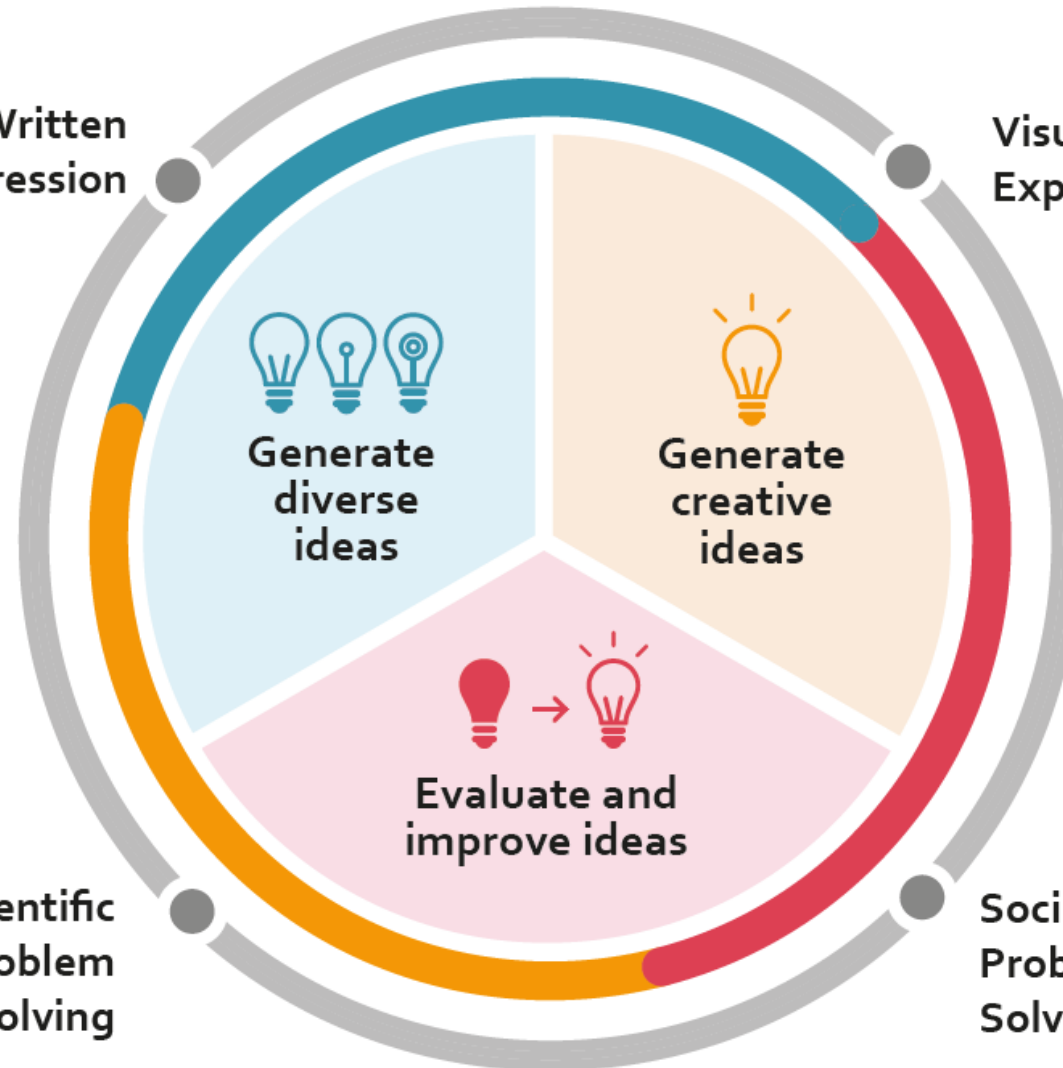 Written
ression
Visu
Exp
Generate
diverse
ideas
Generate
creative
ideas
Evaluate and
improve ideas
entific
oblem
olving
Soci
Prob
Solv